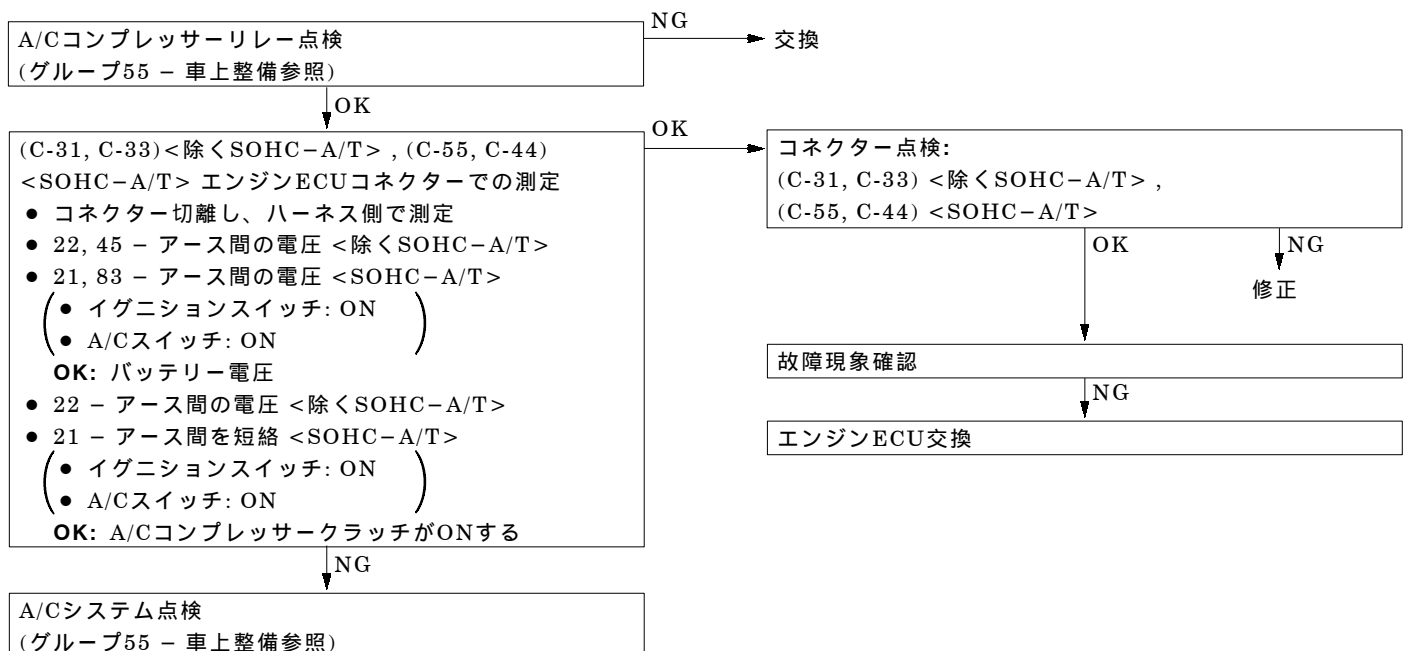 A/Cコンプレッサーリレー点検
(グループ55 − 車上整備参照)
NG
交換
OK
(C-31, C-33)<除くSOHC−A/T> , (C-55, C-44)
<SOHC−A/T> エンジンECUコネクターでの測定
● コネクター切離し、ハーネス側で測定
● 22, 45 − アース間の電圧 <除くSOHC−A/T>
● 21, 83 − アース間の電圧 <SOHC−A/T>
● イグニションスイッチ: ON
● A/Cスイッチ: ON
OK: バッテリー電圧
● 22 − アース間の電圧 <除くSOHC−A/T>
● 21 − アース間を短絡 <SOHC−A/T>
● イグニションスイッチ: ON
● A/Cスイッチ: ON
OK: A/CコンプレッサークラッチがONする
OK
コネクター点検:
(C-31, C-33) <除くSOHC−A/T> ,
(C-55, C-44) <SOHC−A/T>
OK
NG
修正
故障現象確認
NG
エンジンECU交換
NG
A/Cシステム点検
(グループ55 − 車上整備参照)